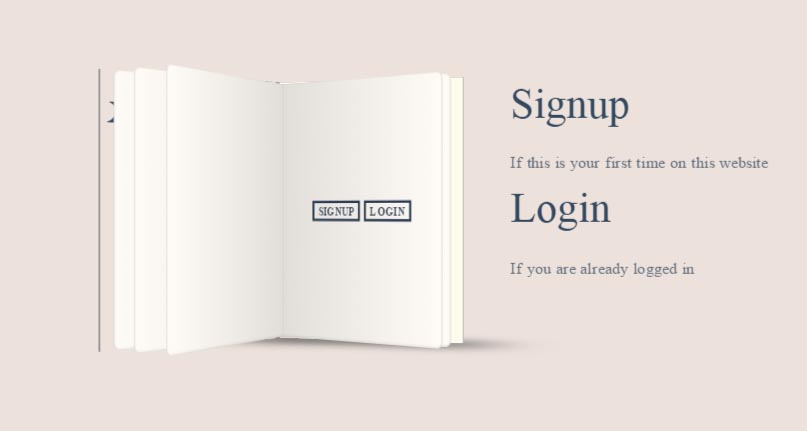 SIGNUP LOGIN
Signup
If this is your first time on this website
Login
If you are already logged in